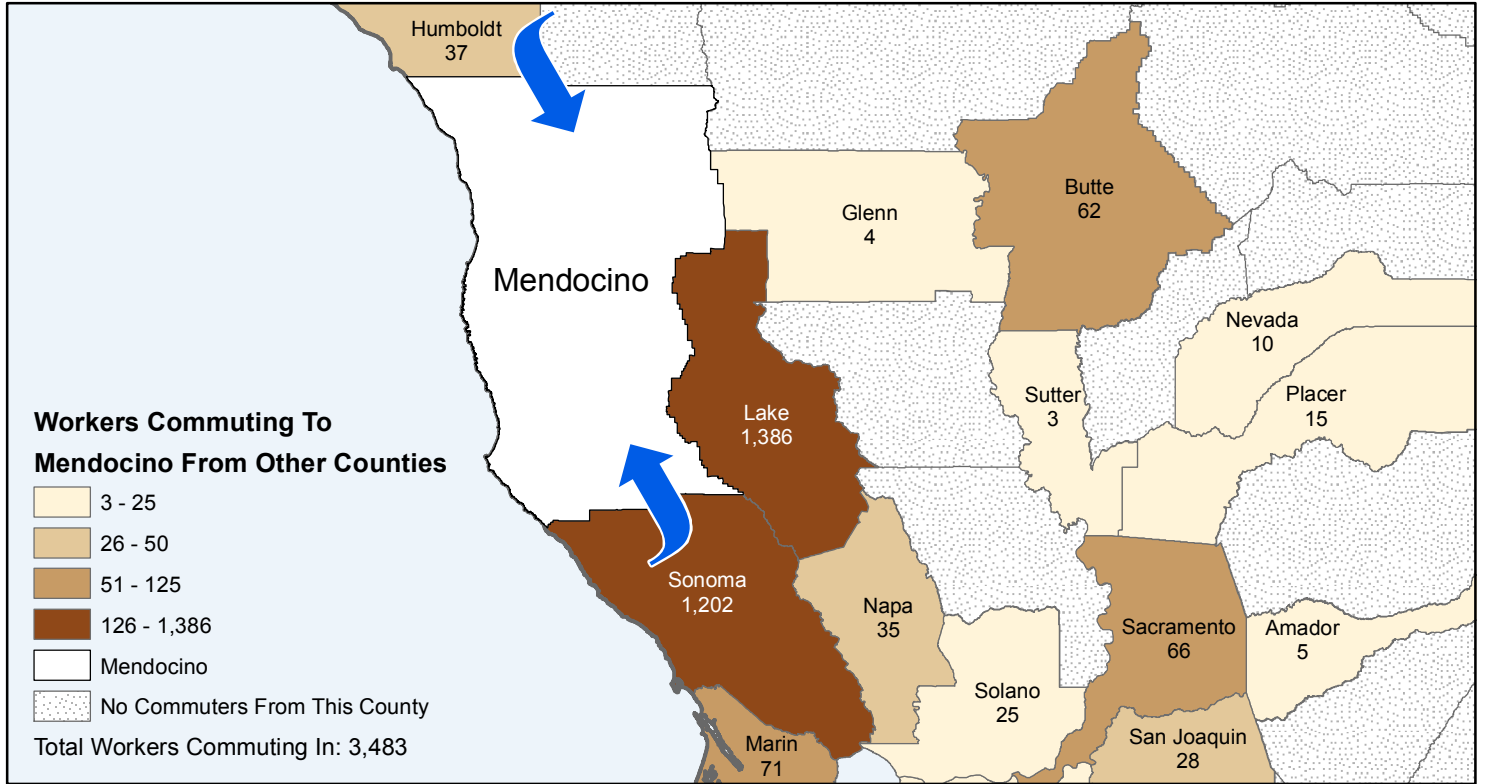 Humboldt
37
Butte
62
Glenn
4
Mendocino
Nevada
10
Placer
15
Sutter
3
Lake
1,386
Sonoma
1,202
Napa
35
Sacramento
66
Amador
5
Solano
25
San Joaquin
28
Marin
71
Workers Commuting To
Mendocino From Other Counties
3 - 25
26 - 50
51 - 125
126 - 1,386
Mendocino
No Commuters From This County
Total Workers Commuting In: 3,483